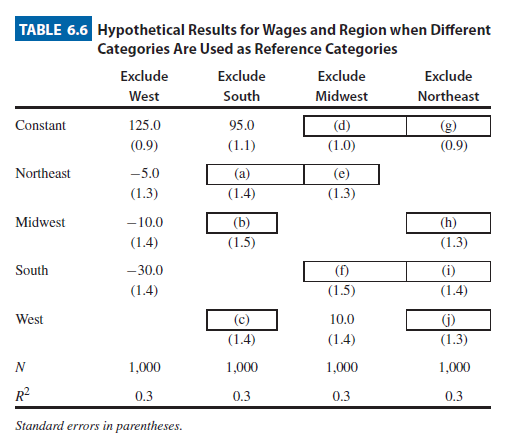 TABLE 6.6 Hypothetical Results for Wages and Region when Different
Categories Are Used as Reference Categories
Exclude Exclude Exclude Exclude
West South Midwest Northeast
Constant 125.0 95.0 (d) (g)
(0.9) (1.1) (1.0) (0.9)
Northeast −5.0 (a) (e)
(1.3) (1.4) (1.3)
Midwest −10.0 (b) (h)
(1.4) (1.5) (1.3)
South −30.0 (f) (i)
(1.4) (1.5) (1.4)
West (c) 10.0 (j)
(1.4) (1.4) (1.3)
N 1,000 1,000 1,000 1,000
R² 0.3 0.3 0.3 0.3
Standard errors in parentheses.